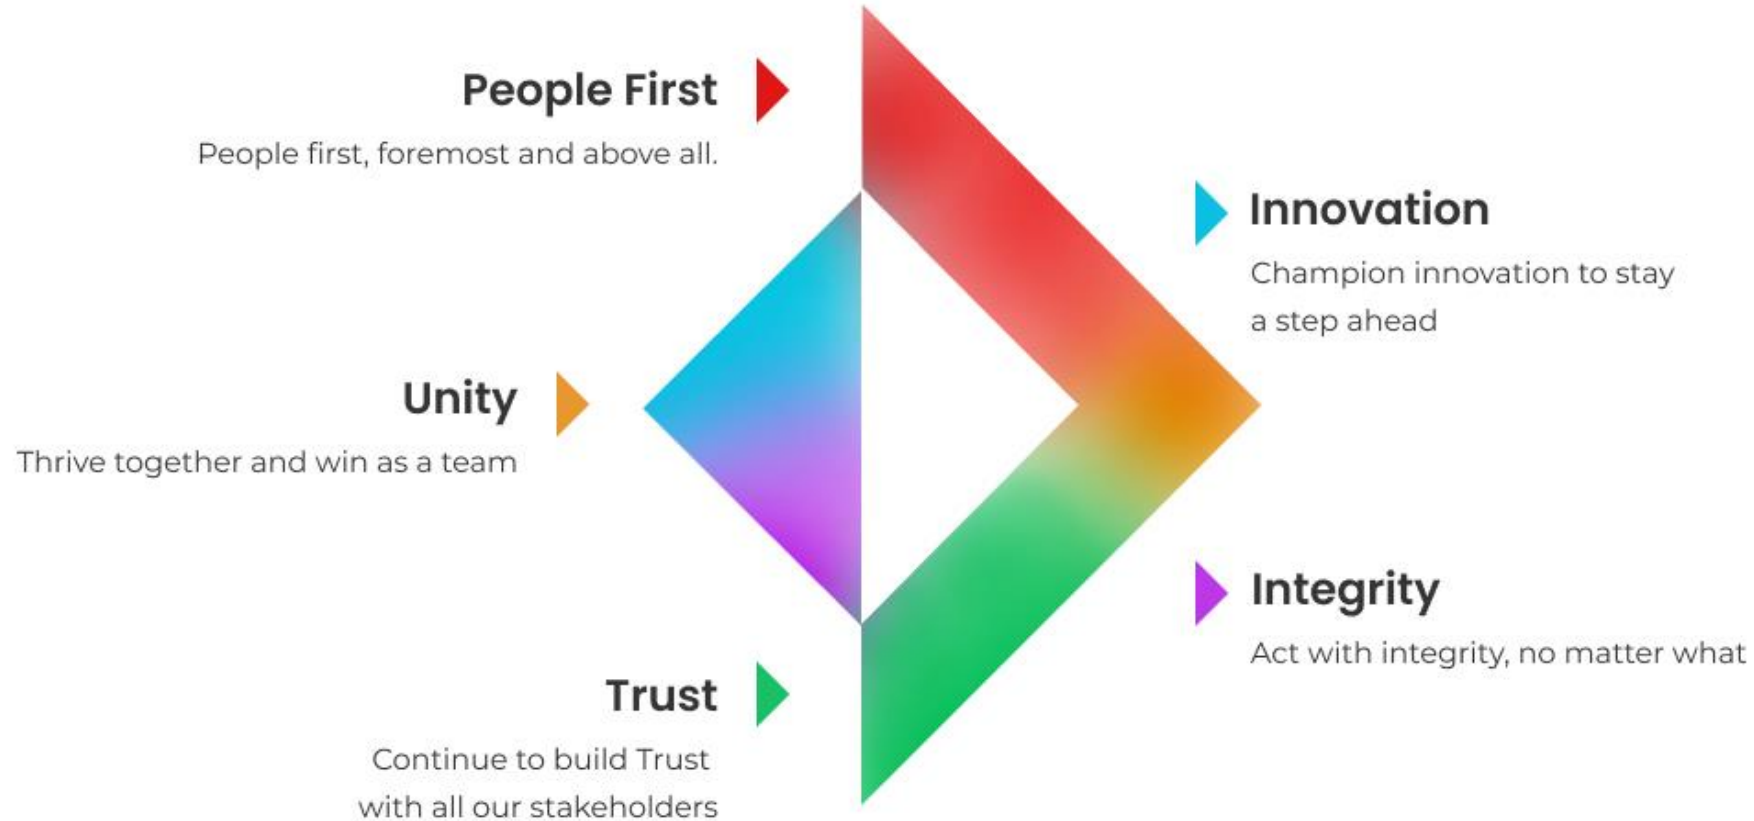 People First
People first, foremost and above all.
Innovation
Champion innovation to stay
a step ahead
Unity
Thrive together and win as a team
Integrity
Act with integrity, no matter what
Trust
Continue to build Trust
with all our stakeholders